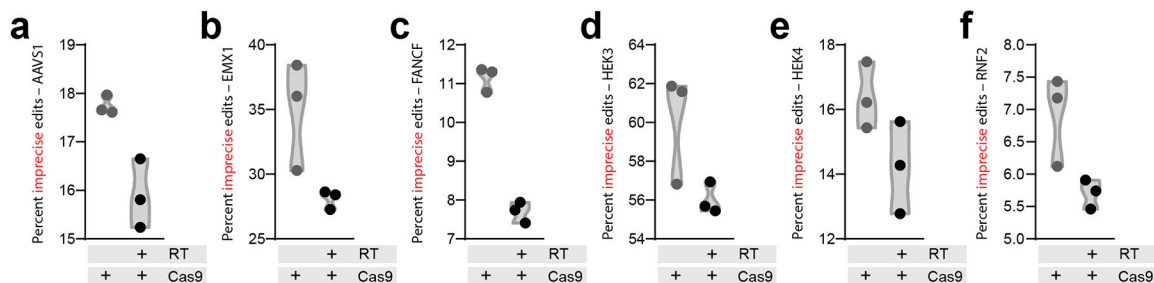 a
Percent imprecise edits – AAVS1
19
18
17
16
15
+ RT
+ + Cas9
b
Percent imprecise edits – EMX1
40
35
30
25
+ RT
+ + Cas9
c
Percent imprecise edits – FANCF
12
11
10
9
8
7
+ RT
+ + Cas9
d
Percent imprecise edits – HEK3
64
62
60
58
56
54
+ RT
+ + Cas9
e
Percent imprecise edits – HEK4
18
16
14
12
+ RT
+ + Cas9
f
Percent imprecise edits – RNF2
8.0
7.5
7.0
6.5
6.0
5.5
5.0
+ RT
+ + Cas9